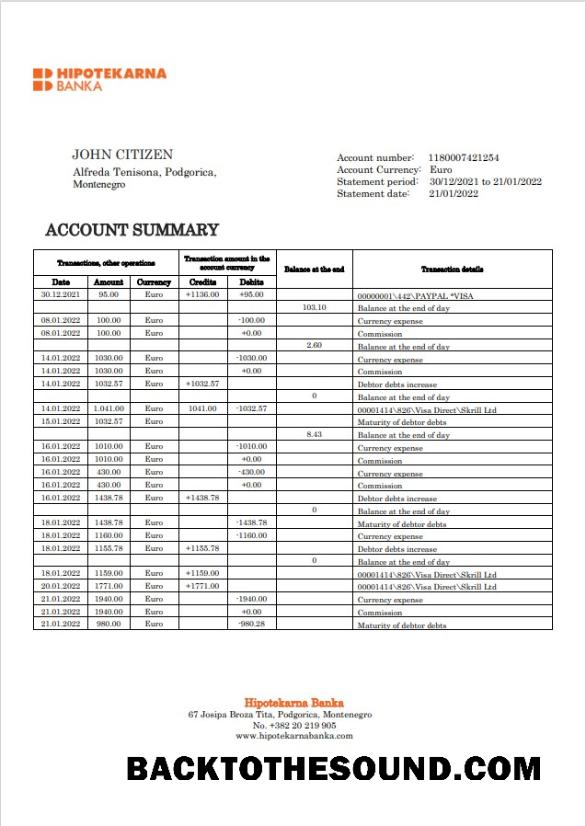 HIPOTEKARNA
BANKA
JOHN CITIZEN
Alfreda Tenisona, Podgorica,
Montenegro
Account number: 1180007421254
Account Currency: Euro
Statement period: 30/12/2021 to 21/01/2022
Statement date: 21/01/2022
ACCOUNT SUMMARY
Transactions, other operations Transaction amount in the account currency Balance at the end Transaction details
Date Amount Currency Credits Debits
30.12.2021 95.00 Euro +1136.00 +95.00 00000001\442\PAYPAL *VISA
103.10 Balance at the end of day
08.01.2022 100.00 Euro -100.00 Currency expense
08.01.2022 100.00 Euro +0.00 Commission
2.60 Balance at the end of day
14.01.2022 1030.00 Euro -1030.00 Currency expense
14.01.2022 1030.00 Euro +0.00 Commission
14.01.2022 1032.57 Euro +1032.57 Debtor debts increase
0 Balance at the end of day
14.01.2022 1.041.00 Euro 1041.00 -1032.57 00001414\826\Visa Direct\Skrill Ltd
15.01.2022 1032.57 Euro Maturity of debtor debts
8.43 Balance at the end of day
16.01.2022 1010.00 Euro -1010.00 Currency expense
16.01.2022 1010.00 Euro +0.00 Commission
16.01.2022 430.00 Euro -430.00 Currency expense
16.01.2022 430.00 Euro +0.00 Commission
16.01.2022 1438.78 Euro +1438.78 Debtor debts increase
0 Balance at the end of day
18.01.2022 1438.78 Euro -1438.78 Maturity of debtor debts
18.01.2022 1160.00 Euro -1160.00 Currency expense
18.01.2022 1155.78 Euro +1155.78 Debtor debts increase
0 Balance at the end of day
18.01.2022 1159.00 Euro +1159.00 00001414\826\Visa Direct\Skrill Ltd
20.01.2022 1771.00 Euro +1771.00 00001414\826\Visa Direct\Skrill Ltd
21.01.2022 1940.00 Euro -1940.00 Currency expense
21.01.2022 1940.00 Euro +0.00 Commission
21.01.2022 980.00 Euro -980.28 Maturity of debtor debts
Hipotekarna Banka
67 Josipa Broza Tita, Podgorica, Montenegro
No. +382 20 219 905
www.hipotekarnabanka.com
BACKTOTHESOUND.COM